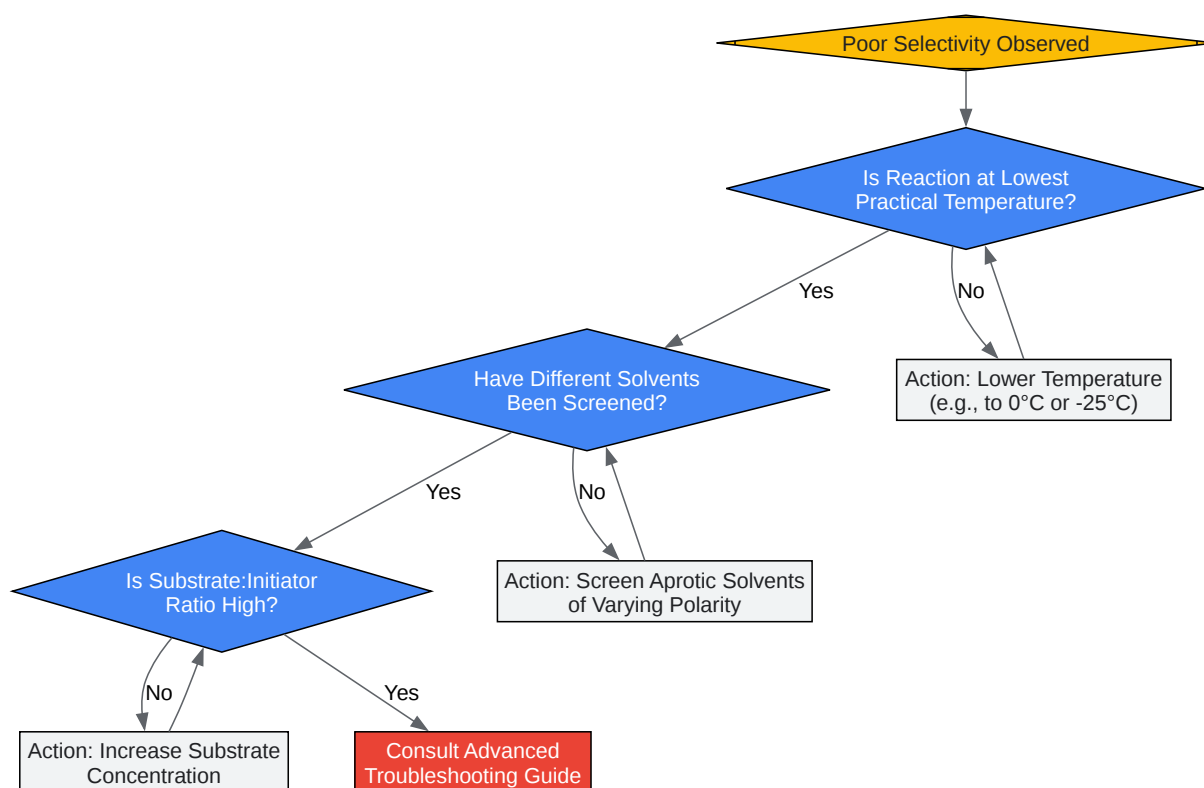 Poor Selectivity Observed
Is Reaction at Lowest
Practical Temperature?
Yes
No
Have Different Solvents
Been Screened?
Action: Lower Temperature
(e.g., to 0°C or -25°C)
Yes
No
Is Substrate:Initiator
Ratio High?
Action: Screen Aprotic Solvents
of Varying Polarity
No
Yes
Action: Increase Substrate
Concentration
Consult Advanced
Troubleshooting Guide